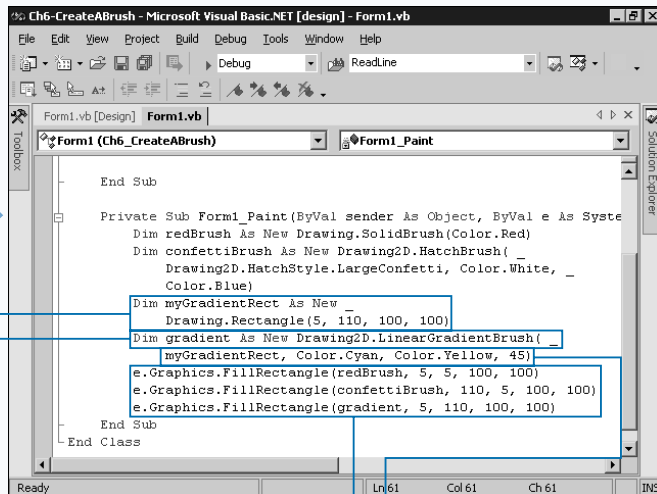 Ch6-CreateABrush - Microsoft Visual Basic.NET [design] - Form1.vb
File Edit View Project Build Debug Tools Window Help
Debug ReadLine
Form1.vb [Design] Form1.vb
Form1 (Ch6_CreateABrush) Form1_Paint
Toolbox
Solution Explorer
End Sub
Private Sub Form1_Paint(ByVal sender As Object, ByVal e As Syste
Dim redBrush As New Drawing.SolidBrush(Color.Red)
Dim confettiBrush As New Drawing2D.HatchBrush( _
Drawing2D.HatchStyle.LargeConfetti, Color.White, _
Color.Blue)
Dim myGradientRect As New _
Drawing.Rectangle(5, 110, 100, 100)
Dim gradient As New Drawing2D.LinearGradientBrush( _
myGradientRect, Color.Cyan, Color.Yellow, 45)
e.Graphics.FillRectangle(redBrush, 5, 5, 100, 100)
e.Graphics.FillRectangle(confettiBrush, 110, 5, 100, 100)
e.Graphics.FillRectangle(gradient, 5, 110, 100, 100)
End Sub
End Class
Ready Ln 61 Col 61 Ch 61 INS